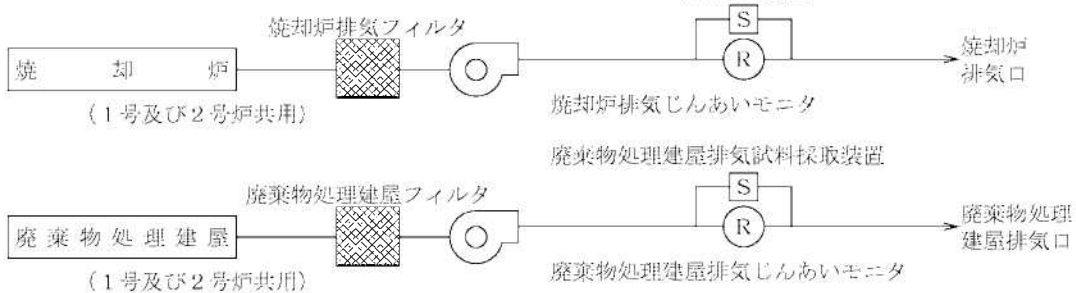 焼却炉排気フィルタ
S
焼却炉
R
焼却炉
排気口
(1号及び2号炉共用)
焼却炉排気じんあいモニタ
廃棄物処理建屋排気試料採取装置
廃棄物処理建屋フィルタ
S
廃棄物処理建屋
R
廃棄物処理
建屋排気口
(1号及び2号炉共用)
廃棄物処理建屋排気じんあいモニタ